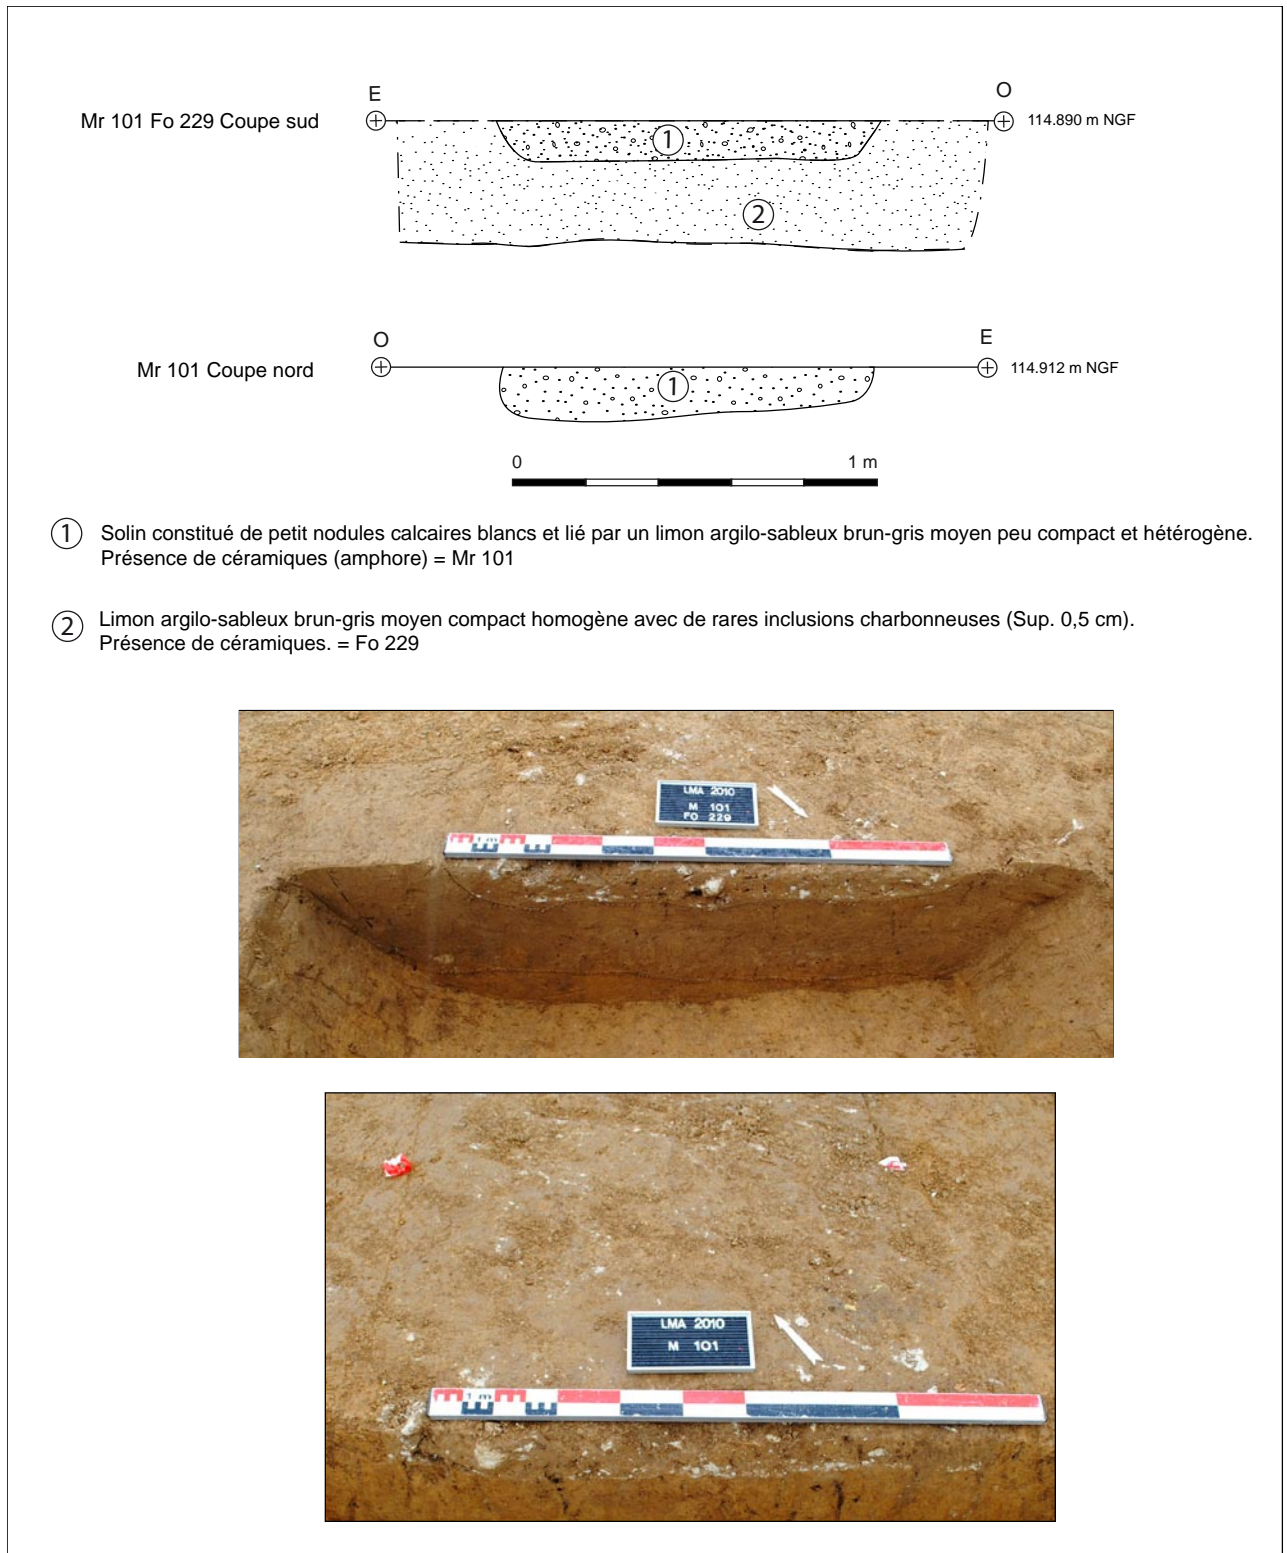 E
O
Mr 101 Fo 229 Coupe sud
114.890 m NGF
1
2
O
E
Mr 101 Coupe nord
114.912 m NGF
1
0 1 m
1 Solin constitué de petit nodules calcaires blancs et lié par un limon argilo-sableux brun-gris moyen peu compact et hétérogène.
Présence de céramiques (amphore) = Mr 101
2 Limon argilo-sableux brun-gris moyen compact homogène avec de rares inclusions charbonneuses (Sup. 0,5 cm).
Présence de céramiques. = Fo 229
LMA 2010
M 101
FO 229
1 m
LMA 2010
M 101
1 m